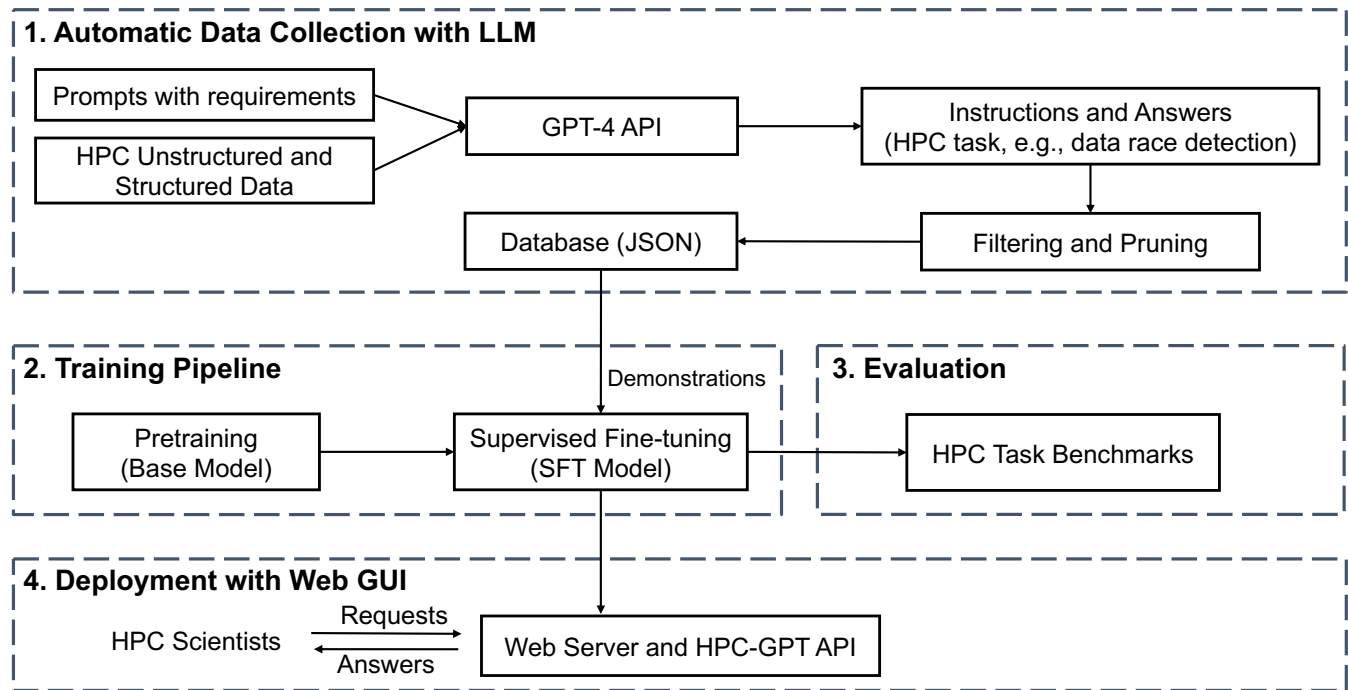 1. Automatic Data Collection with LLM
Prompts with requirements
HPC Unstructured and
Structured Data
GPT-4 API
Instructions and Answers
(HPC task, e.g., data race detection)
Database (JSON)
Filtering and Pruning
2. Training Pipeline
Demonstrations
Pretraining
(Base Model)
Supervised Fine-tuning
(SFT Model)
3. Evaluation
HPC Task Benchmarks
4. Deployment with Web GUI
HPC Scientists
Requests
Answers
Web Server and HPC-GPT API